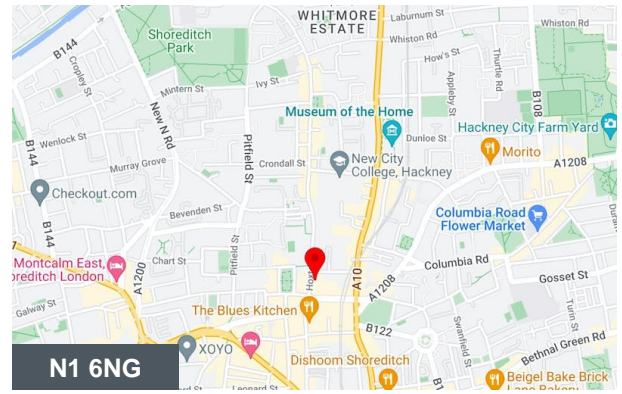 WHITMORE
ESTATE
Laburnum St
Whiston Rd
Whiston Rd
Shoreditch
Park
B144
How's St
Cropley St
Ivy St
Thurtle Rd
Mintern St
Appleby St
B108
New N Rd
Museum of the Home
Hackney City Farm Yard
Wenlock St
B144
Pitfield St
Dunloe St
Morito
A1208
Murray Grove
Crondall St
New City
College, Hackney
Checkout.com
Columbia Road
Flower Market
Bevenden St
Pitfield St
Columbia Rd
Montcalm East,
oreditch London,
A1200
Chart St
A10
A1208
Gosset St
Galway St
The Blues Kitchen
B122
Swanfield St
Turin St
XOYO
Bethnal Green Rd
Dishoom Shoreditch
N1 6NG
Leonard St
Beigel Bake Brick
Lane Bakery